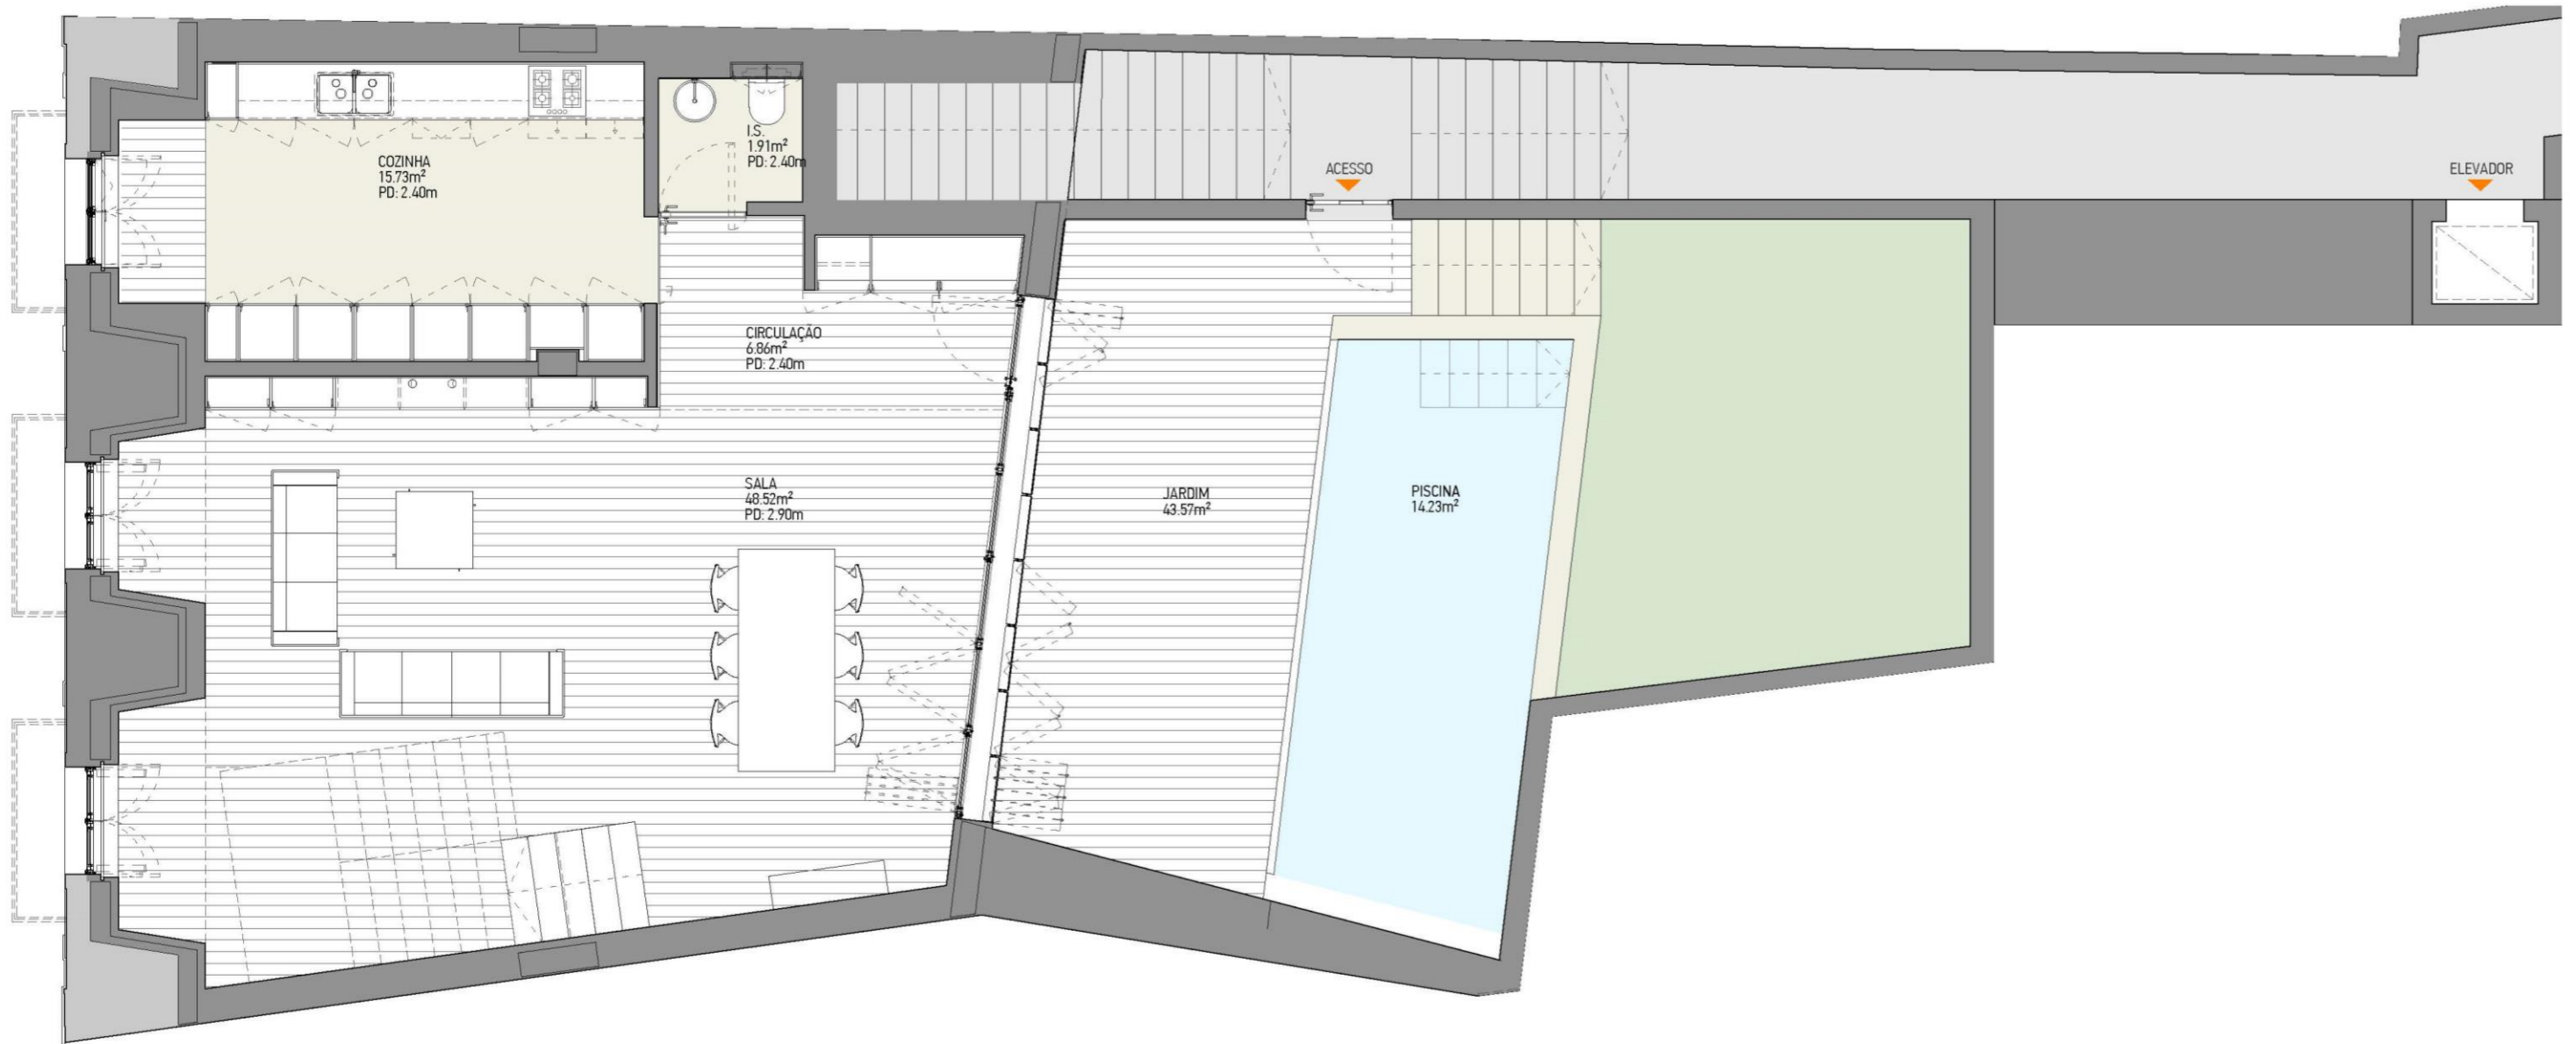 COZINHA
15.73m²
PD: 2.40m
I.S.
1.91m²
PD: 2.40m
ACESSO
ELEVADOR
CIRCULAÇÃO
6.86m²
PD: 2.40m
SALA
48.52m²
PD: 2.90m
JARDIM
43.57m²
PISCINA
14.23m²